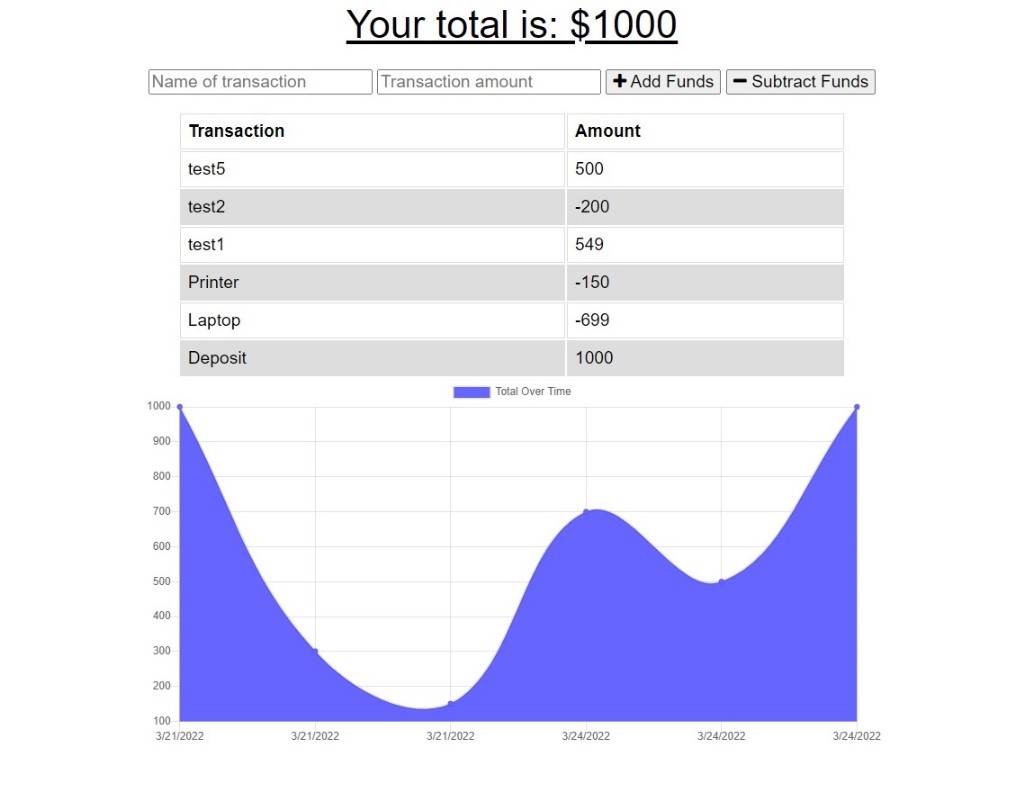 Your total is: $1000
Name of transaction Transaction amount Add Funds Subtract Funds
Transaction Amount
test5 500
test2 -200
test1 549
Printer -150
Laptop -699
Deposit 1000
Total Over Time
1000
900
800
700
600
500
400
300
200
100
3/21/2022 3/21/2022 3/21/2022 3/24/2022 3/24/2022 3/24/2022